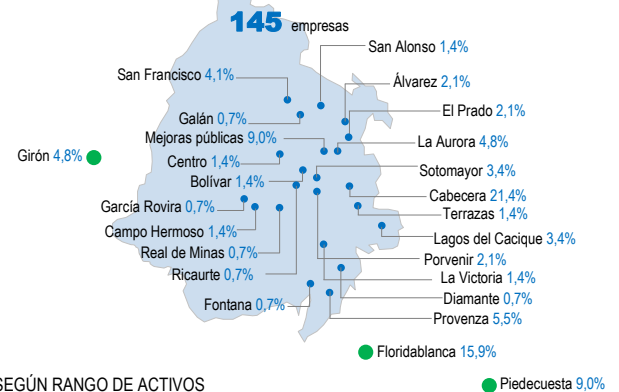 145 empresas
San Alonso 1,4%
San Francisco 4,1%
Álvarez 2,1%
El Prado 2,1%
Galán 0,7%
Mejoras públicas 9,0%
La Aurora 4,8%
Girón 4,8%
Centro 1,4%
Sotomayor 3,4%
Bolívar 1,4%
Cabecera 21,4%
García Rovira 0,7%
Terrazas 1,4%
Campo Hermoso 1,4%
Lagos del Cacique 3,4%
Real de Minas 0,7%
Porvenir 2,1%
Ricaurte 0,7%
La Victoria 1,4%
Diamante 0,7%
Fontana 0,7%
Provenza 5,5%
Floridablanca 15,9%
SEGÚN RANGO DE ACTIVOS
Piedecuesta 9,0%